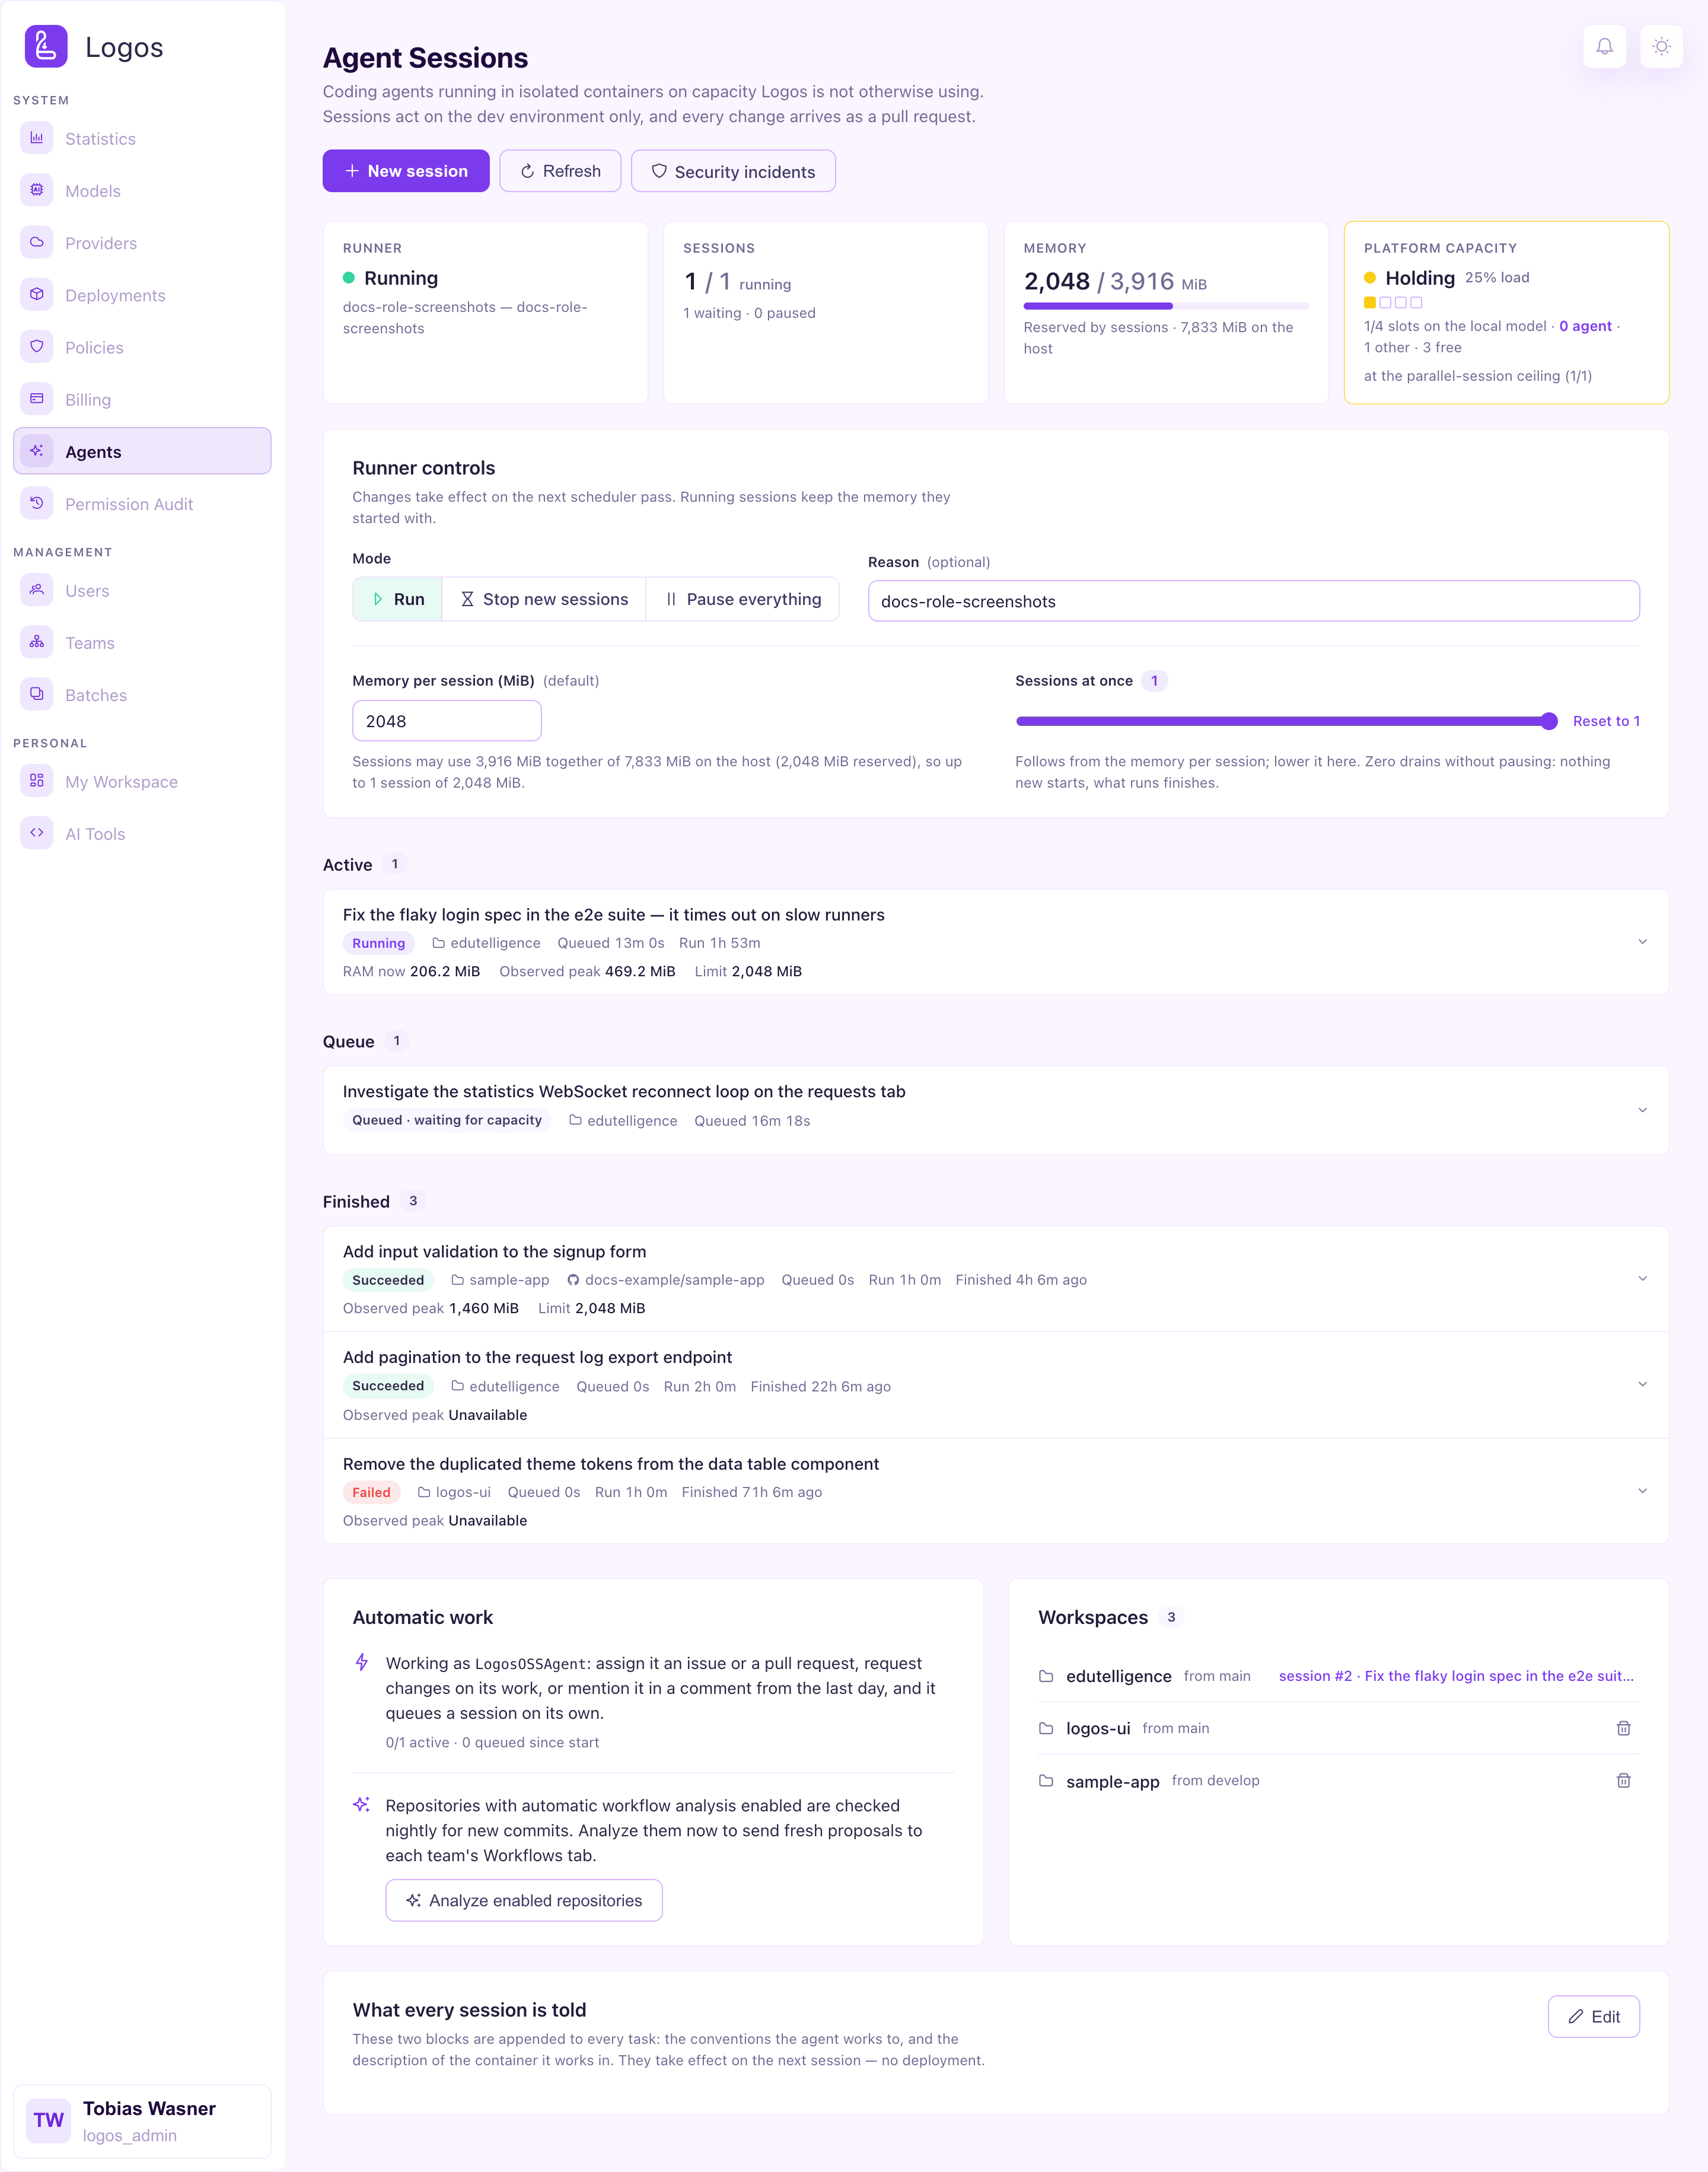 Logos
SYSTEM
Statistics
Models
Providers
Deployments
Policies
Billing
Agents
Permission Audit
MANAGEMENT
Users
Teams
Batches
PERSONAL
My Workspace
AI Tools
TW
Tobias Wasner
logos_admin
Agent Sessions
Coding agents running in isolated containers on capacity Logos is not otherwise using.
Sessions act on the dev environment only, and every change arrives as a pull request.
New session
Refresh
Security incidents
RUNNER
Running
docs-role-screenshots — docs-role-
screenshots
SESSIONS
1 / 1 running
1 waiting · 0 paused
MEMORY
2,048 / 3,916 MiB
Reserved by sessions · 7,833 MiB on the
host
PLATFORM CAPACITY
Holding 25% load
1/4 slots on the local model · 0 agent ·
1 other · 3 free
at the parallel-session ceiling (1/1)
Runner controls
Changes take effect on the next scheduler pass. Running sessions keep the memory they
started with.
Mode
Run
Stop new sessions
Pause everything
Reason (optional)
docs-role-screenshots
Memory per session (MiB) (default)
2048
Sessions may use 3,916 MiB together of 7,833 MiB on the host (2,048 MiB reserved), so up
to 1 session of 2,048 MiB.
Sessions at once 1
Reset to 1
Follows from the memory per session; lower it here. Zero drains without pausing: nothing
new starts, what runs finishes.
Active 1
Fix the flaky login spec in the e2e suite — it times out on slow runners
Running edutelligence Queued 13m 0s Run 1h 53m
RAM now 206.2 MiB Observed peak 469.2 MiB Limit 2,048 MiB
Queue 1
Investigate the statistics WebSocket reconnect loop on the requests tab
Queued · waiting for capacity edutelligence Queued 16m 18s
Finished 3
Add input validation to the signup form
Succeeded sample-app docs-example/sample-app Queued 0s Run 1h 0m Finished 4h 6m ago
Observed peak 1,460 MiB Limit 2,048 MiB
Add pagination to the request log export endpoint
Succeeded edutelligence Queued 0s Run 2h 0m Finished 22h 6m ago
Observed peak Unavailable
Remove the duplicated theme tokens from the data table component
Failed logos-ui Queued 0s Run 1h 0m Finished 71h 6m ago
Observed peak Unavailable
Automatic work
Working as LogosOSSAgent: assign it an issue or a pull request, request
changes on its work, or mention it in a comment from the last day, and it
queues a session on its own.
0/1 active · 0 queued since start
Repositories with automatic workflow analysis enabled are checked
nightly for new commits. Analyze them now to send fresh proposals to
each team's Workflows tab.
Analyze enabled repositories
Workspaces 3
edutelligence from main session #2 · Fix the flaky login spec in the e2e suit...
logos-ui from main
sample-app from develop
What every session is told
These two blocks are appended to every task: the conventions the agent works to, and the
description of the container it works in. They take effect on the next session — no deployment.
Edit